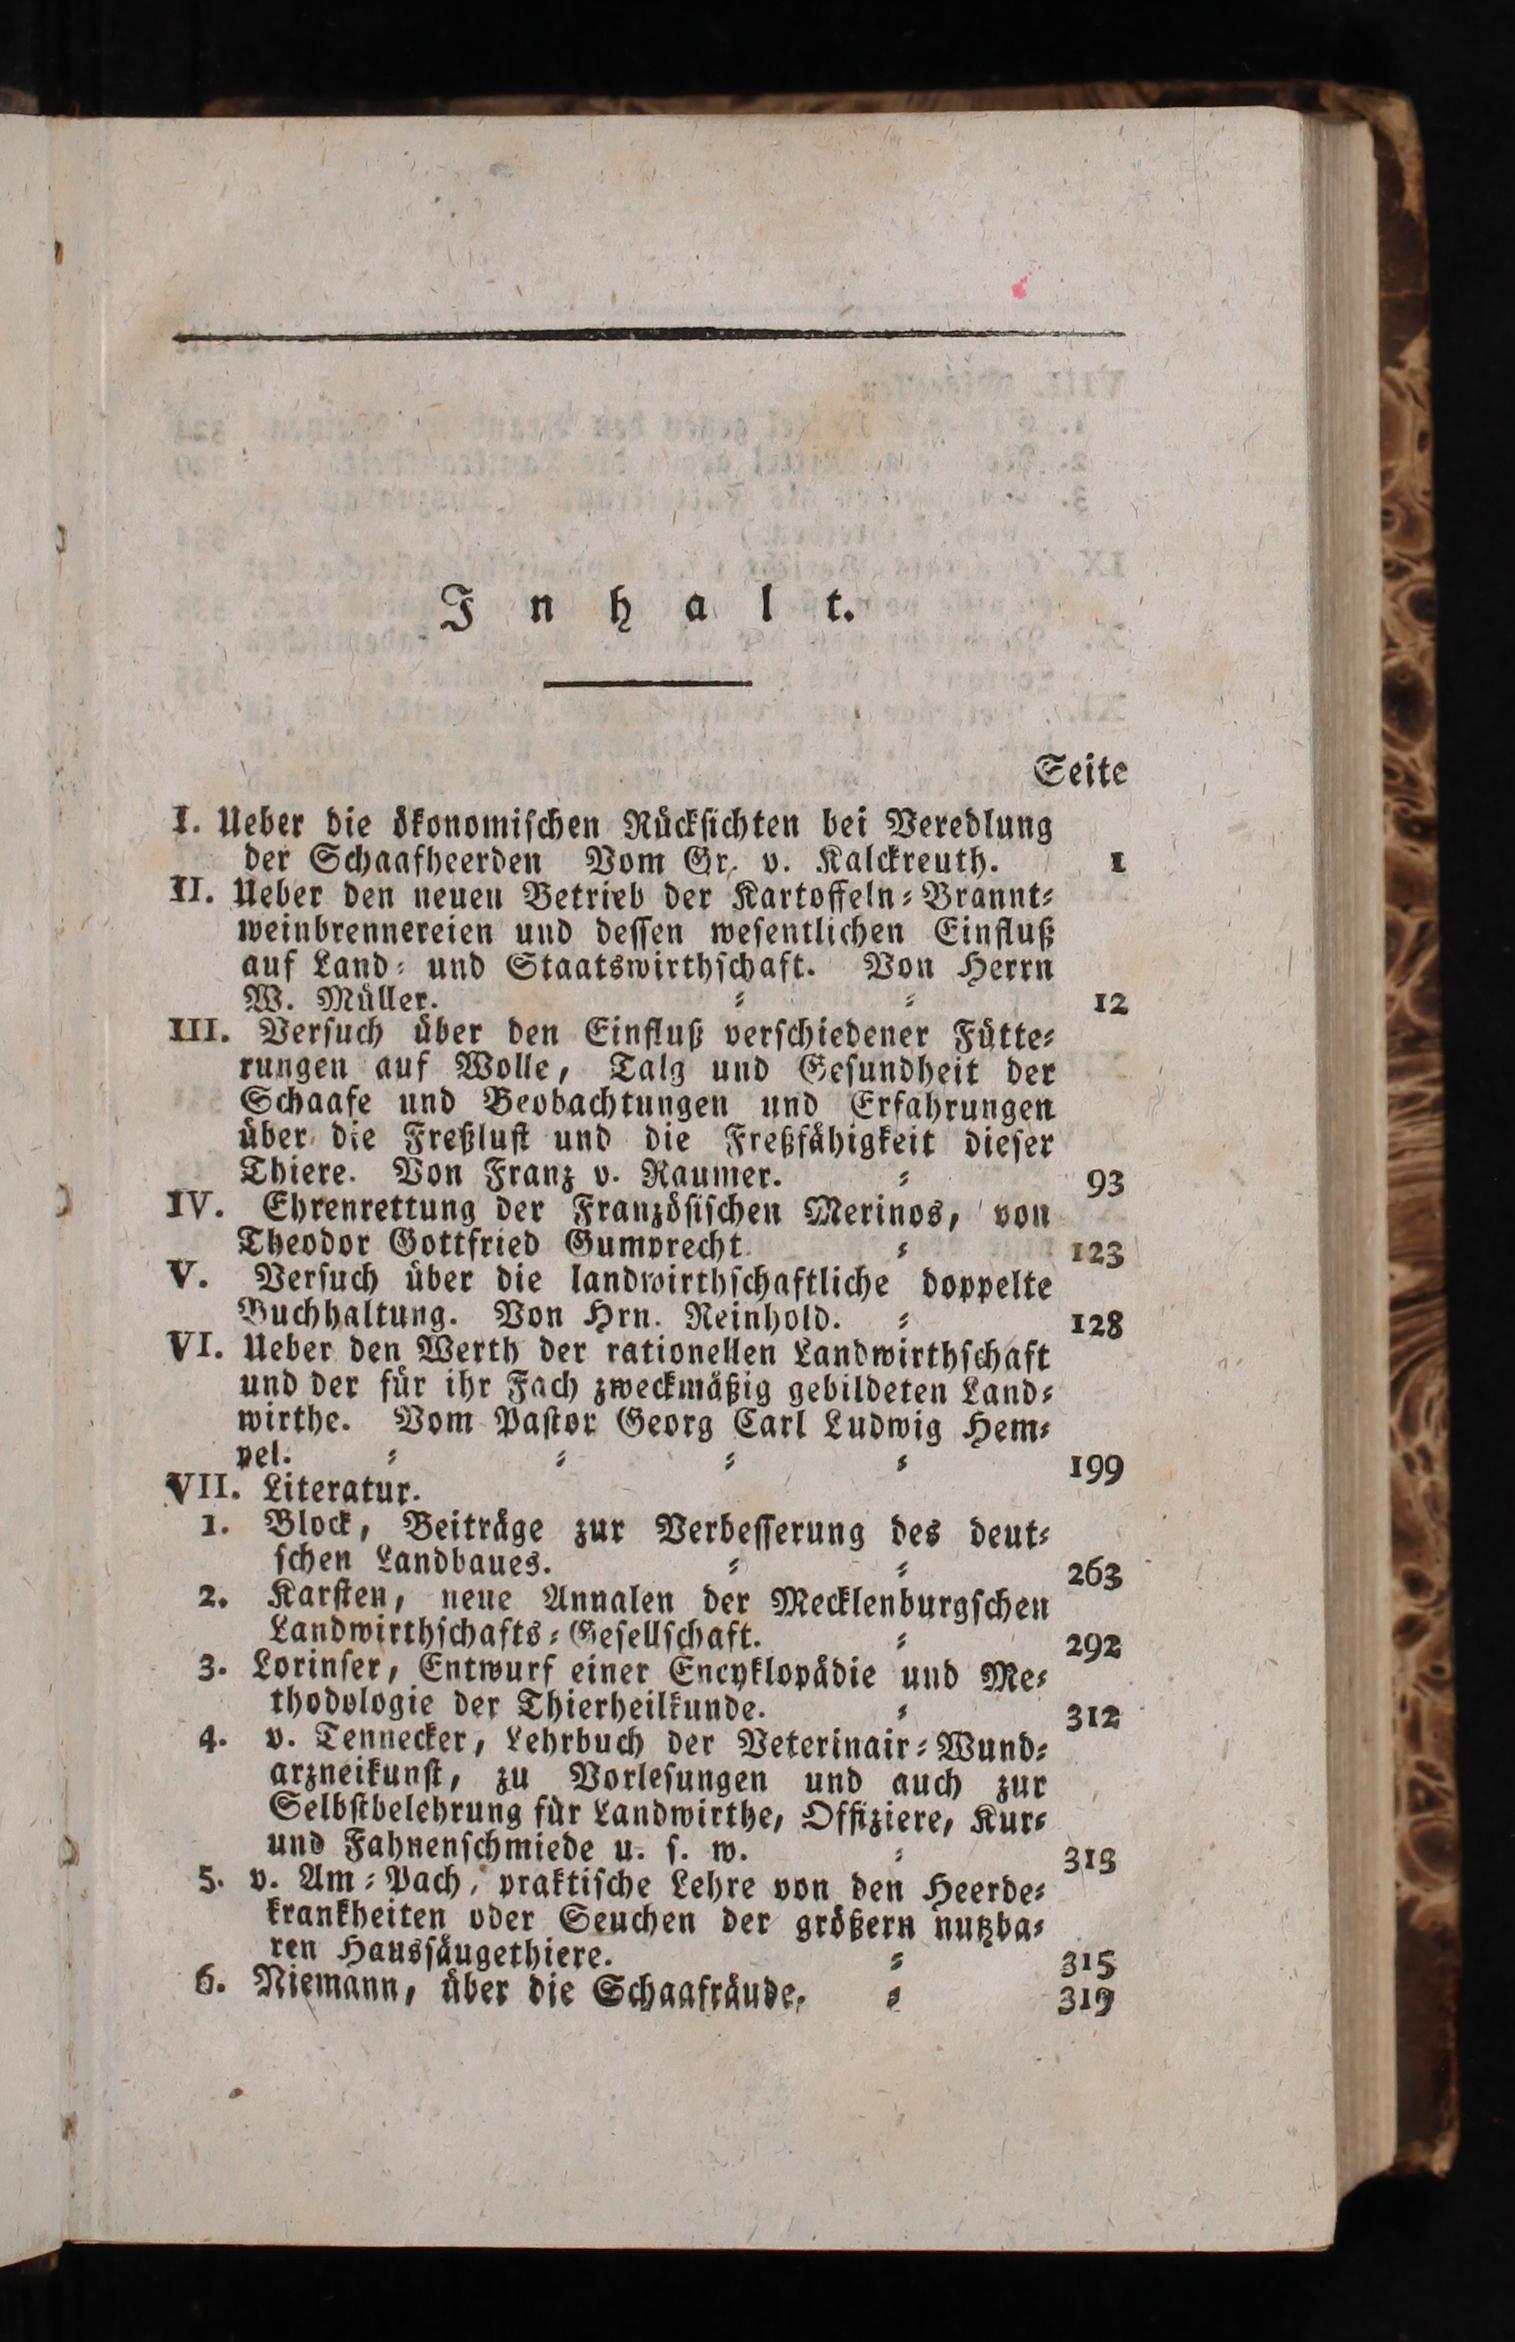 Inhalt.
Seite
I. Ueber die ökonomischen Rücksichten bei Veredlung
der Schaafheerden Vom Gr. v. Kalckreuth. 1
II. Ueber den neuen Betrieb der Kartoffeln-Brannt-
weinbrennereien und dessen wesentlichen Einfluß
auf Land- und Staatswirthschaft. Von Herrn
W. Müller. - - 12
III. Versuch über den Einfluß verschiedener Fütte-
rungen auf Wolle, Talg und Gesundheit der
Schaafe und Beobachtungen und Erfahrungen
über die Freßlust und die Freßfähigkeit dieser
Thiere. Von Franz v. Raumer. - 93
IV. Ehrenrettung der Französischen Merinos, von
Theodor Gottfried Gumprecht - 123
V. Versuch über die landwirthschaftliche doppelte
Buchhaltung. Von Hrn. Reinhold. - 128
VI. Ueber den Werth der rationellen Landwirthschaft
und der für ihr Fach zweckmäßig gebildeten Land-
wirthe. Vom Pastor Georg Carl Ludwig Hem-
pel. - - - - 199
VII. Literatur.
1. Block, Beiträge zur Verbesserung des deut-
schen Landbaues. - - 263
2. Karsten, neue Annalen der Mecklenburgschen
Landwirthschafts-Gesellschaft. - 292
3. Lorinser, Entwurf einer Encyklopädie und Me-
thodologie der Thierheilkunde. - 312
4. v. Tennecker, Lehrbuch der Veterinair-Wund-
arzneikunst, zu Vorlesungen und auch zur
Selbstbelehrung für Landwirthe, Offiziere, Kur-
und Fahnenschmiede u. s. w. - 313
5. v. Am-Pach, praktische Lehre von den Heerde-
krankheiten oder Seuchen der größern nutzba-
ren Haussäugethiere. - 315
6. Niemann, über die Schaafräude. - 319